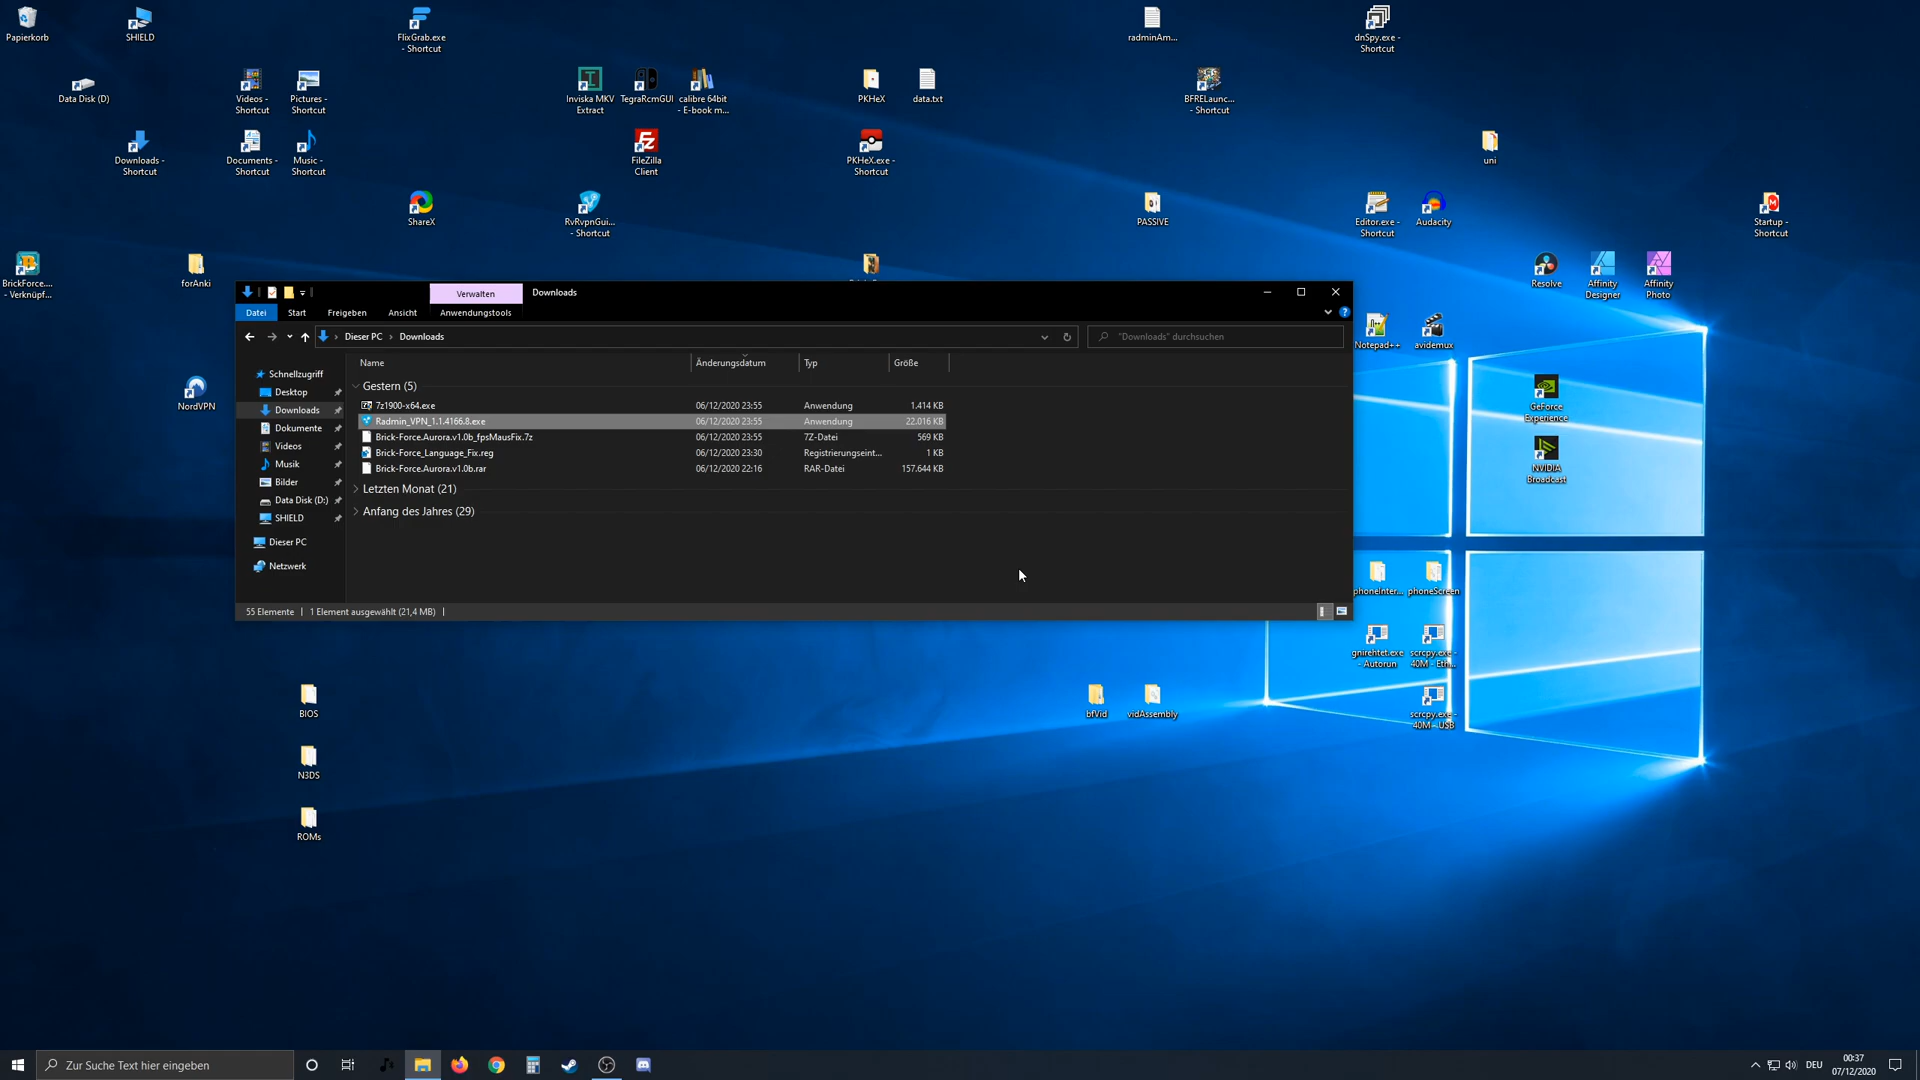 Papierkorb
SHIELD
FlixGrab.exe
- Shortcut
radminAm...
dnSpy.exe -
Shortcut
Data Disk (D)
Videos -
Shortcut
Pictures -
Shortcut
Inviska MKV
Extract
TegraRcmGUI
calibre 64bit
- E-book m...
PKHeX
data.txt
BFRELaunc...
- Shortcut
Downloads -
Shortcut
Documents -
Shortcut
Music -
Shortcut
FileZilla
Client
PKHeX.exe -
Shortcut
uni
ShareX
RvRvpnGui...
- Shortcut
PASSIVE
Editor.exe -
Shortcut
Audacity
Startup -
Shortcut
BrickForce....
- Verknüpf...
forAnki
Resolve
Affinity
Designer
Affinity
Photo
Verwalten
Downloads
Datei
Start
Freigeben
Ansicht
Anwendungstools
Dieser PC
Downloads
"Downloads" durchsuchen
Notepad++
avidemux
Name
Änderungsdatum
Typ
Größe
Schnellzugriff
Desktop
Downloads
Dokumente
Videos
Musik
Bilder
Data Disk (D:)
SHIELD
Dieser PC
Netzwerk
Gestern (5)
7z1900-x64.exe 06/12/2020 23:55 Anwendung 1.414 KB
Radmin_VPN_1.1.4166.8.exe 06/12/2020 23:55 Anwendung 22.016 KB
Brick-Force.Aurora.v1.0b_fpsMausFix.7z 06/12/2020 23:55 7Z-Datei 569 KB
Brick-Force_Language_Fix.reg 06/12/2020 23:30 Registrierungseint... 1 KB
Brick-Force.Aurora.v1.0b.rar 06/12/2020 22:16 RAR-Datei 157.644 KB
Letzten Monat (21)
Anfang des Jahres (29)
55 Elemente
1 Element ausgewählt (21,4 MB)
NordVPN
GeForce
Experience
NVIDIA
Broadcast
phoneInter...
phoneScreen
gnirehtet.exe
- Autorun
scrcpy.exe -
40M - Eth...
scrcpy.exe -
40M - USB
BIOS
bfVid
vidAssembly
N3DS
ROMs
Zur Suche Text hier eingeben
DEU
00:37
07/12/2020